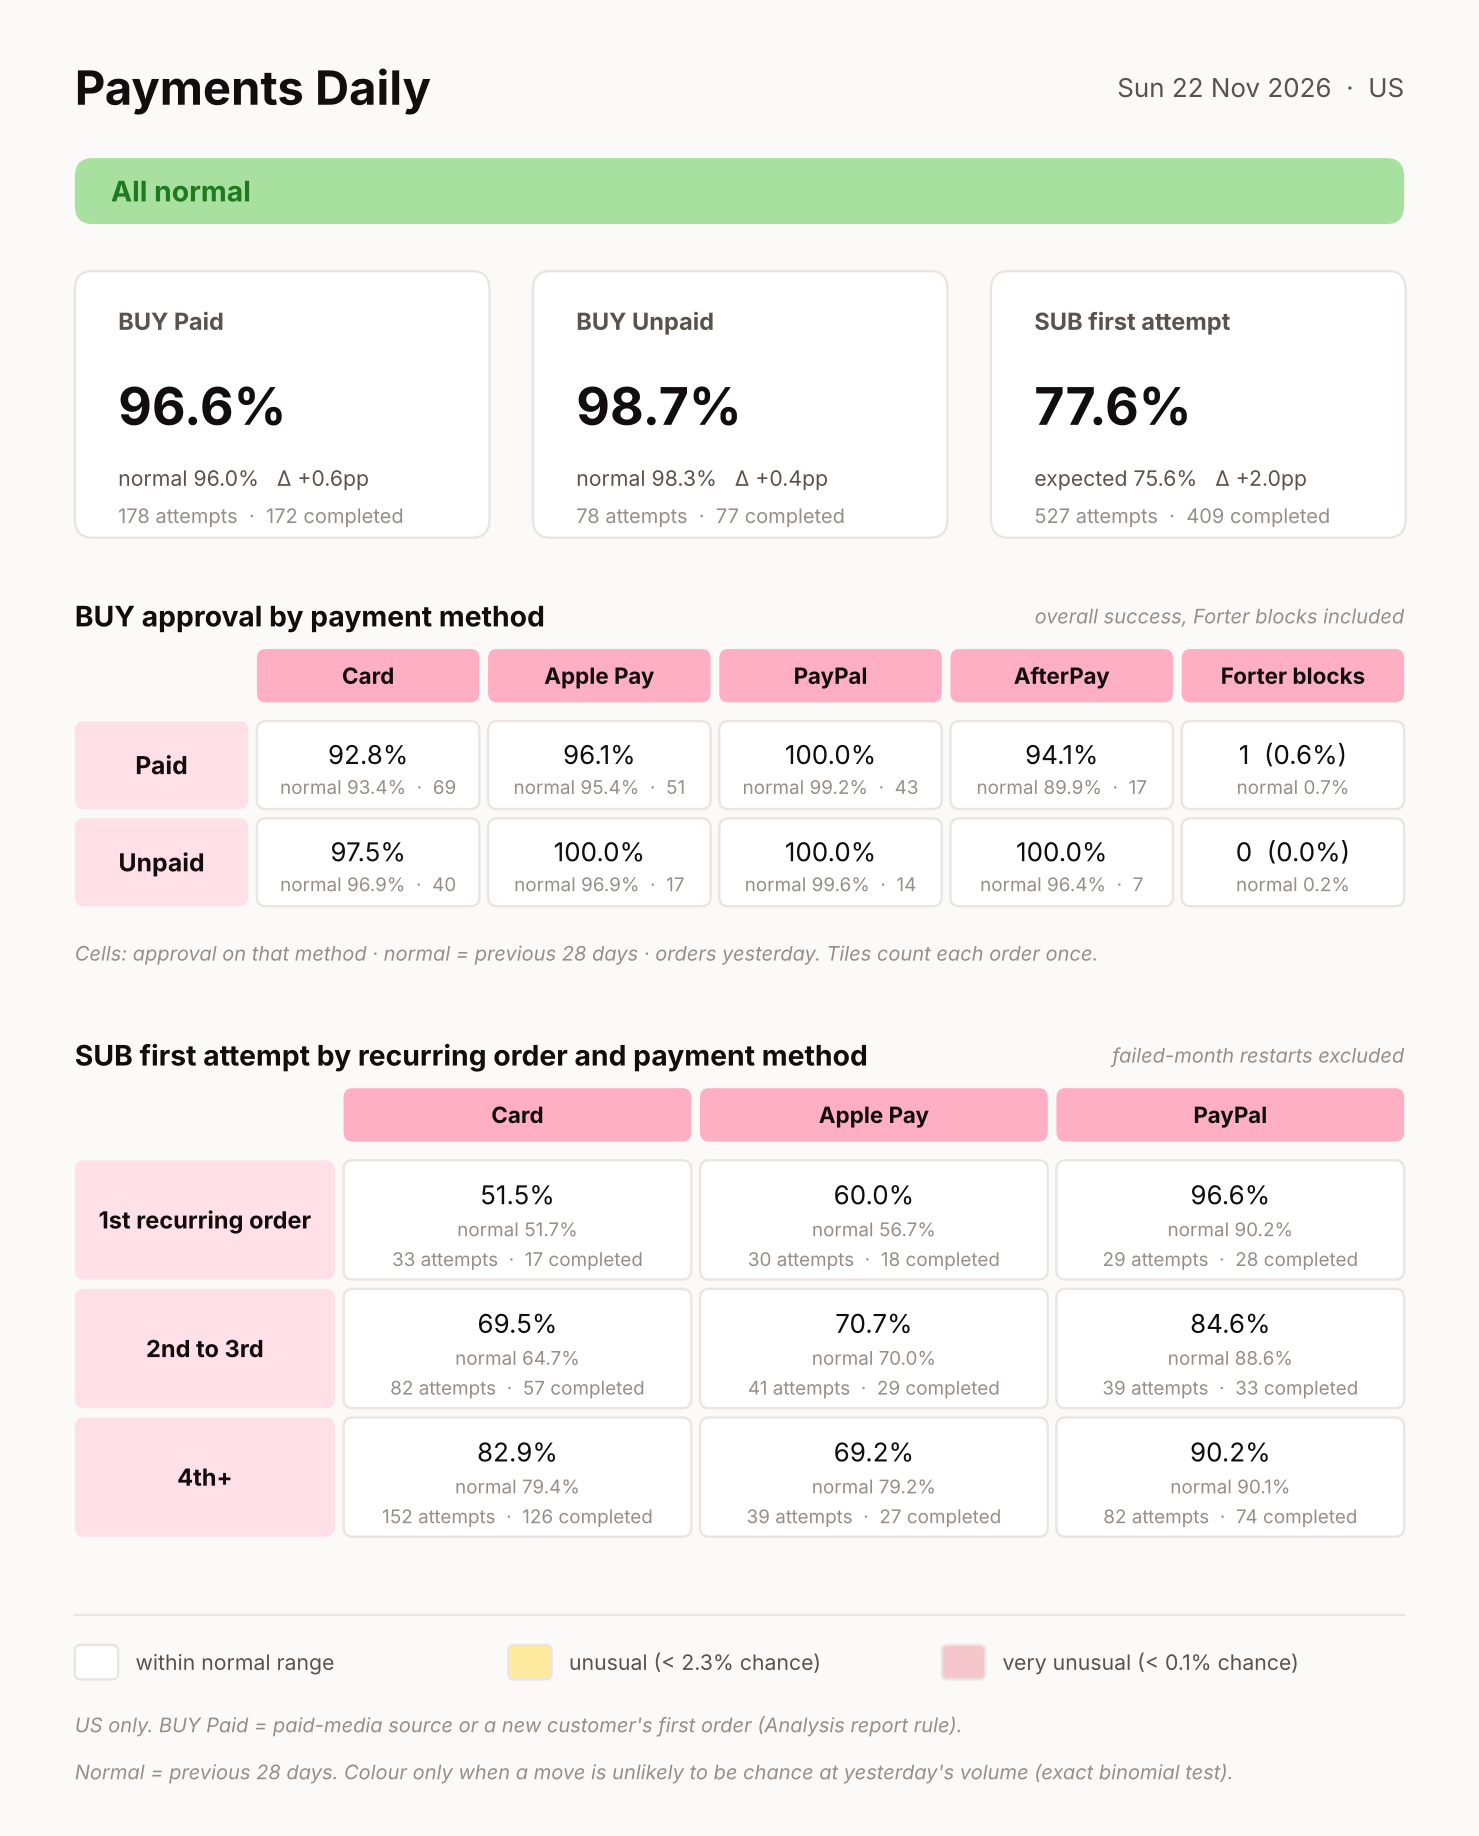 Payments Daily
Sun 22 Nov 2026 · US
All normal
BUY Paid
96.6%
normal 96.0% Δ +0.6pp
178 attempts · 172 completed
BUY Unpaid
98.7%
normal 98.3% Δ +0.4pp
78 attempts · 77 completed
SUB first attempt
77.6%
expected 75.6% Δ +2.0pp
527 attempts · 409 completed
BUY approval by payment method
overall success, Forter blocks included
Card Apple Pay PayPal AfterPay Forter blocks
Paid
92.8% 96.1% 100.0% 94.1% 1 (0.6%)
normal 93.4% · 69 normal 95.4% · 51 normal 99.2% · 43 normal 89.9% · 17 normal 0.7%
Unpaid
97.5% 100.0% 100.0% 100.0% 0 (0.0%)
normal 96.9% · 40 normal 96.9% · 17 normal 99.6% · 14 normal 96.4% · 7 normal 0.2%
Cells: approval on that method · normal = previous 28 days · orders yesterday. Tiles count each order once.
SUB first attempt by recurring order and payment method
failed-month restarts excluded
Card Apple Pay PayPal
1st recurring order
51.5% 60.0% 96.6%
normal 51.7% normal 56.7% normal 90.2%
33 attempts · 17 completed 30 attempts · 18 completed 29 attempts · 28 completed
2nd to 3rd
69.5% 70.7% 84.6%
normal 64.7% normal 70.0% normal 88.6%
82 attempts · 57 completed 41 attempts · 29 completed 39 attempts · 33 completed
4th+
82.9% 69.2% 90.2%
normal 79.4% normal 79.2% normal 90.1%
152 attempts · 126 completed 39 attempts · 27 completed 82 attempts · 74 completed
within normal range
unusual (< 2.3% chance)
very unusual (< 0.1% chance)
US only. BUY Paid = paid-media source or a new customer's first order (Analysis report rule).
Normal = previous 28 days. Colour only when a move is unlikely to be chance at yesterday's volume (exact binomial test).